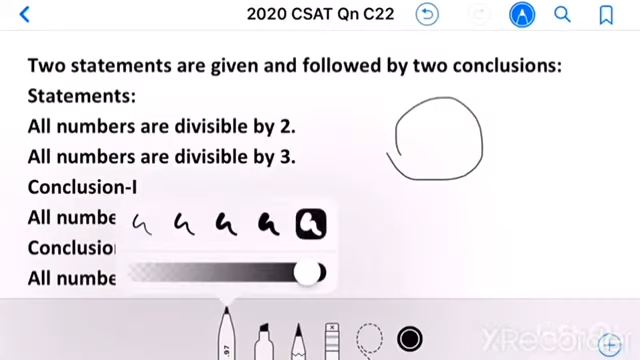 2020 CSAT Qn C22
Two statements are given and followed by two conclusions:
Statements:
All numbers are divisible by 2.
All numbers are divisible by 3.
Conclusion-I
All numbe
Conclusio
All numbe
.97
XRecorder